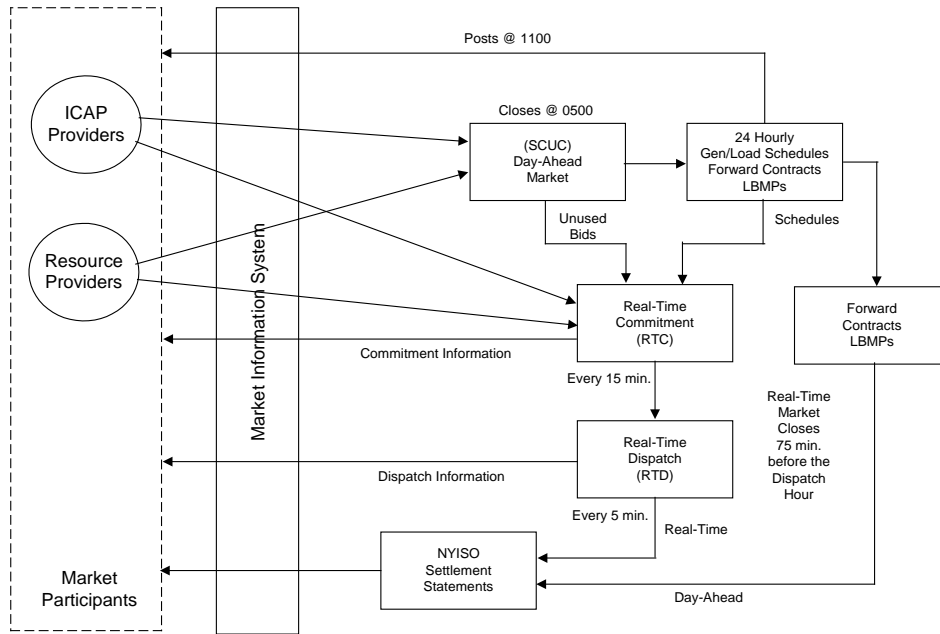 Posts @ 1100
ICAP
Providers
Closes @ 0500
(SCUC)
Day-Ahead
Market
24 Hourly
Gen/Load Schedules
Forward Contracts
LBMPs
Unused
Bids
Schedules
Resource
Providers
Market Information System
Real-Time
Commitment
(RTC)
Forward
Contracts
LBMPs
Commitment Information
Every 15 min.
Real-Time
Market
Closes
75 min.
before the
Dispatch
Hour
Real-Time
Dispatch
(RTD)
Dispatch Information
Every 5 min.
Real-Time
NYISO
Settlement
Statements
Market
Participants
Day-Ahead